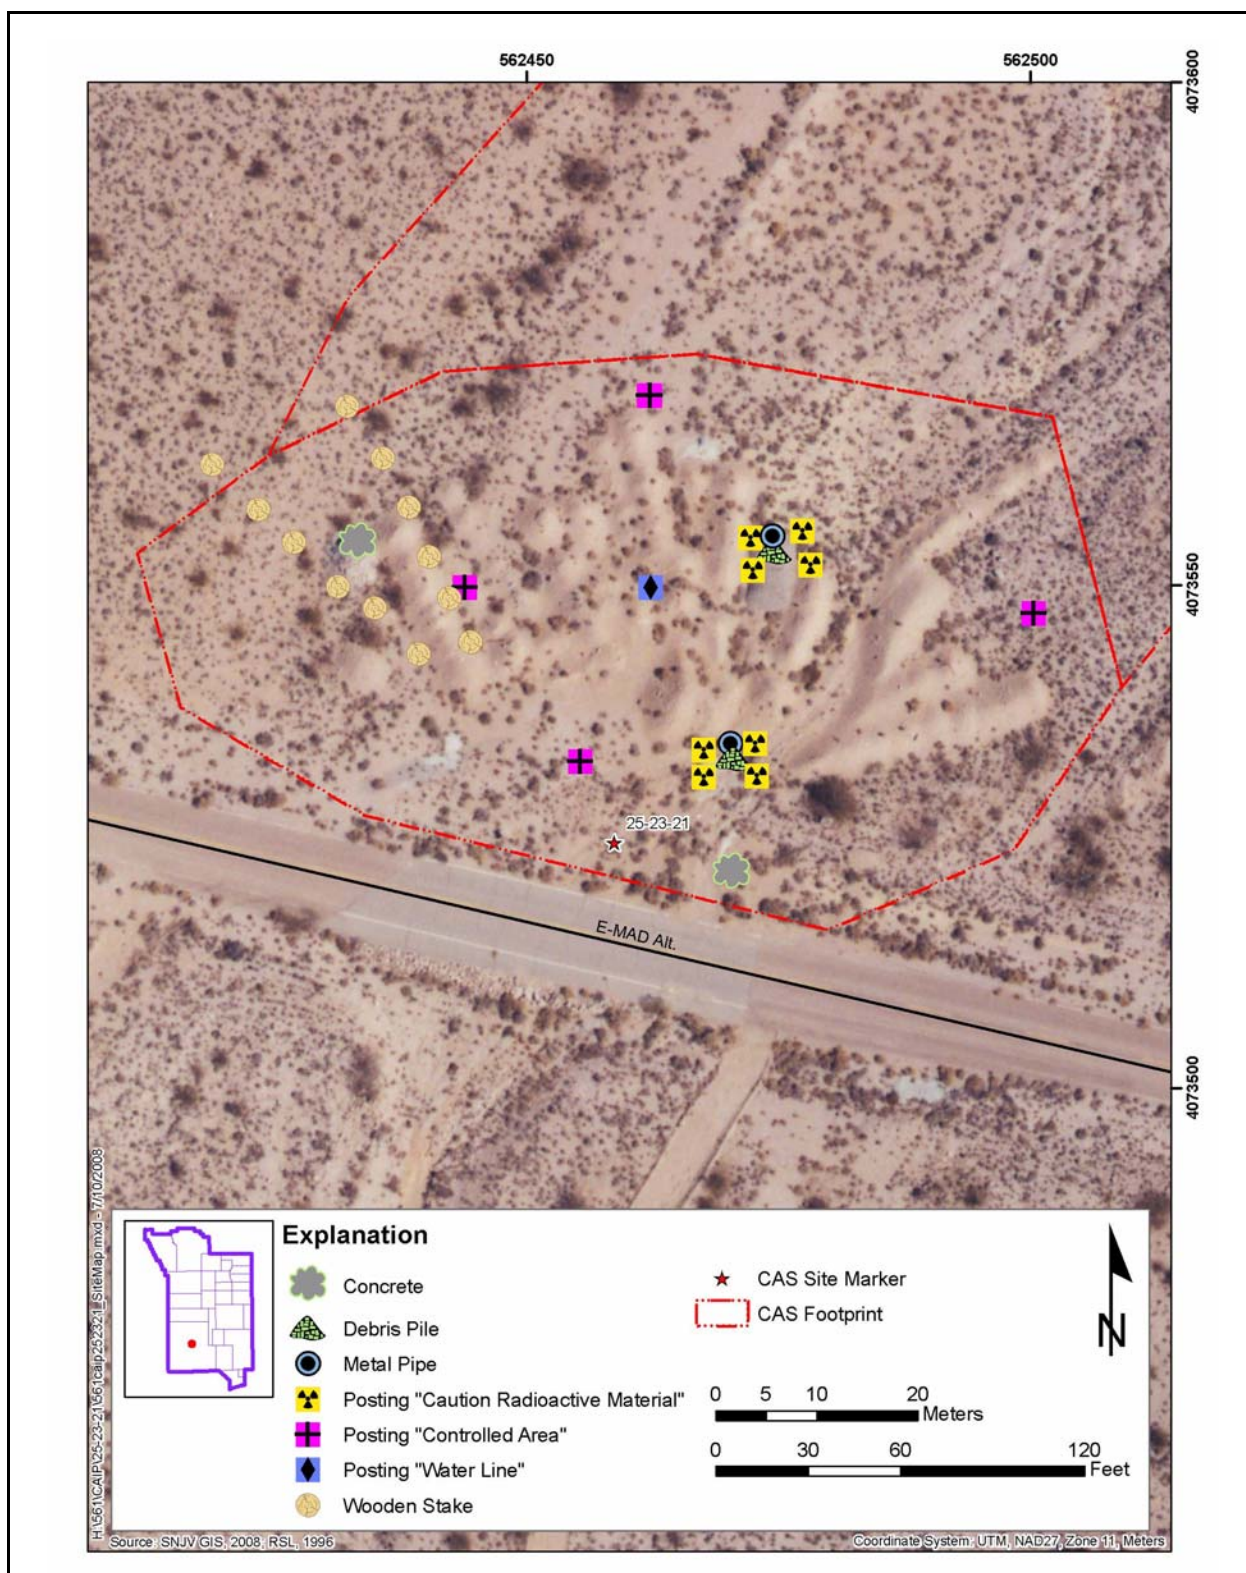 562450
562500
4073600
4073550
25-23-21
E-MAD Alt.
4073500
H:\561\CAIP\25-23-21\561caip252321_SiteMap.mxd - 7/10/2008
Explanation
Concrete
Debris Pile
Metal Pipe
Posting "Caution Radioactive Material"
Posting "Controlled Area"
Posting "Water Line"
Wooden Stake
CAS Site Marker
CAS Footprint
N
0 5 10 20
Meters
0 30 60 120
Feet
Source: SNJV GIS, 2008; RSL, 1996
Coordinate System: UTM, NAD27, Zone 11, Meters